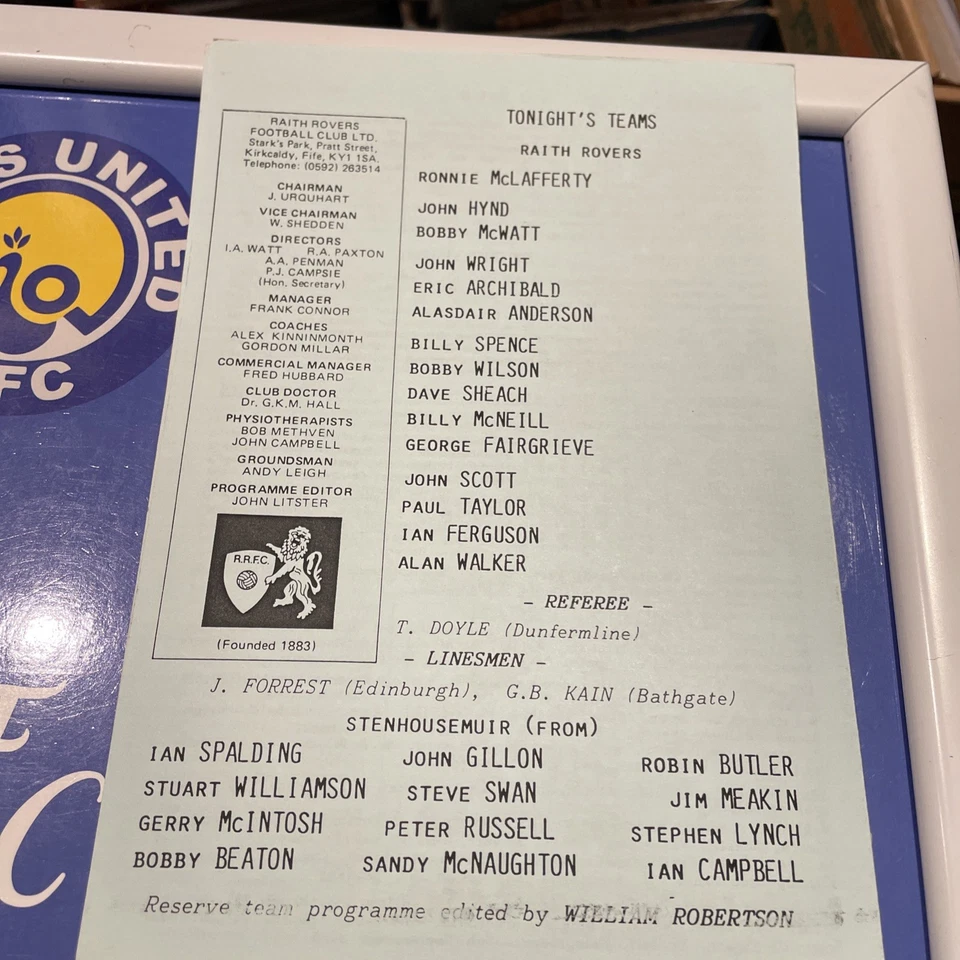 S UNITED
FC
RAITH ROVERS
FOOTBALL CLUB LTD.
Stark's Park, Pratt Street,
Kirkcaldy, Fife, KY1 1SA.
Telephone: (0592) 263514
CHAIRMAN
J. URQUHART
VICE CHAIRMAN
W. SHEDDEN
DIRECTORS
I.A. WATT R.A. PAXTON
A.A. PENMAN
P.J. CAMPSIE
(Hon. Secretary)
MANAGER
FRANK CONNOR
COACHES
ALEX KINNINMONTH
GORDON MILLAR
COMMERCIAL MANAGER
FRED HUBBARD
CLUB DOCTOR
Dr. G.K.M. HALL
PHYSIOTHERAPISTS
BOB METHVEN
JOHN CAMPBELL
GROUNDSMAN
ANDY LEIGH
PROGRAMME EDITOR
JOHN LITSTER
R.R.F.C.
(Founded 1883)
TONIGHT'S TEAMS
RAITH ROVERS
RONNIE McLAFFERTY
JOHN HYND
BOBBY McWATT
JOHN WRIGHT
ERIC ARCHIBALD
ALASDAIR ANDERSON
BILLY SPENCE
BOBBY WILSON
DAVE SHEACH
BILLY McNEILL
GEORGE FAIRGRIEVE
JOHN SCOTT
PAUL TAYLOR
IAN FERGUSON
ALAN WALKER
- REFEREE -
T. DOYLE (Dunfermline)
- LINESMEN -
J. FORREST (Edinburgh), G.B. KAIN (Bathgate)
STENHOUSEMUIR (FROM)
IAN SPALDING JOHN GILLON ROBIN BUTLER
STUART WILLIAMSON STEVE SWAN JIM MEAKIN
GERRY McINTOSH PETER RUSSELL STEPHEN LYNCH
BOBBY BEATON SANDY McNAUGHTON IAN CAMPBELL
Reserve team programme edited by WILLIAM ROBERTSON